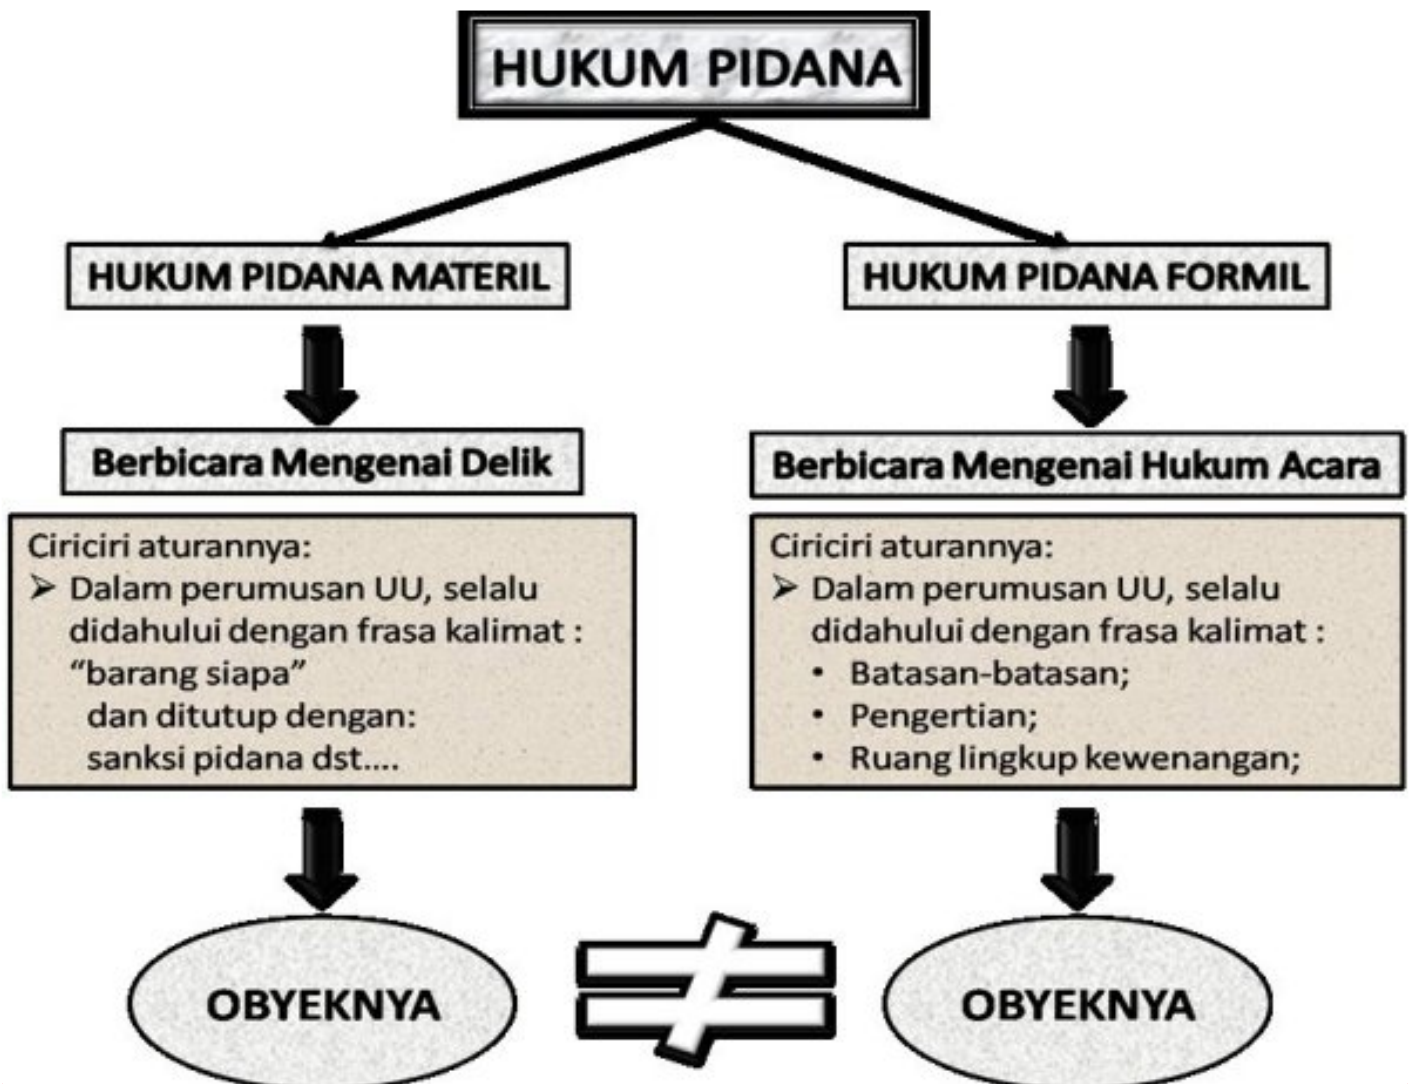 HUKUM PIDANA
HUKUM PIDANA MATERIL
Berbicara Mengenai Delik
Ciriciri aturannya:
➢ Dalam perumusan UU, selalu
didahului dengan frasa kalimat :
“barang siapa”
dan ditutup dengan:
sanksi pidana dst....
OBYEKNYA
≠
HUKUM PIDANA FORMIL
Berbicara Mengenai Hukum Acara
Ciriciri aturannya:
➢ Dalam perumusan UU, selalu
didahului dengan frasa kalimat :
• Batasan-batasan;
• Pengertian;
• Ruang lingkup kewenangan;
OBYEKNYA